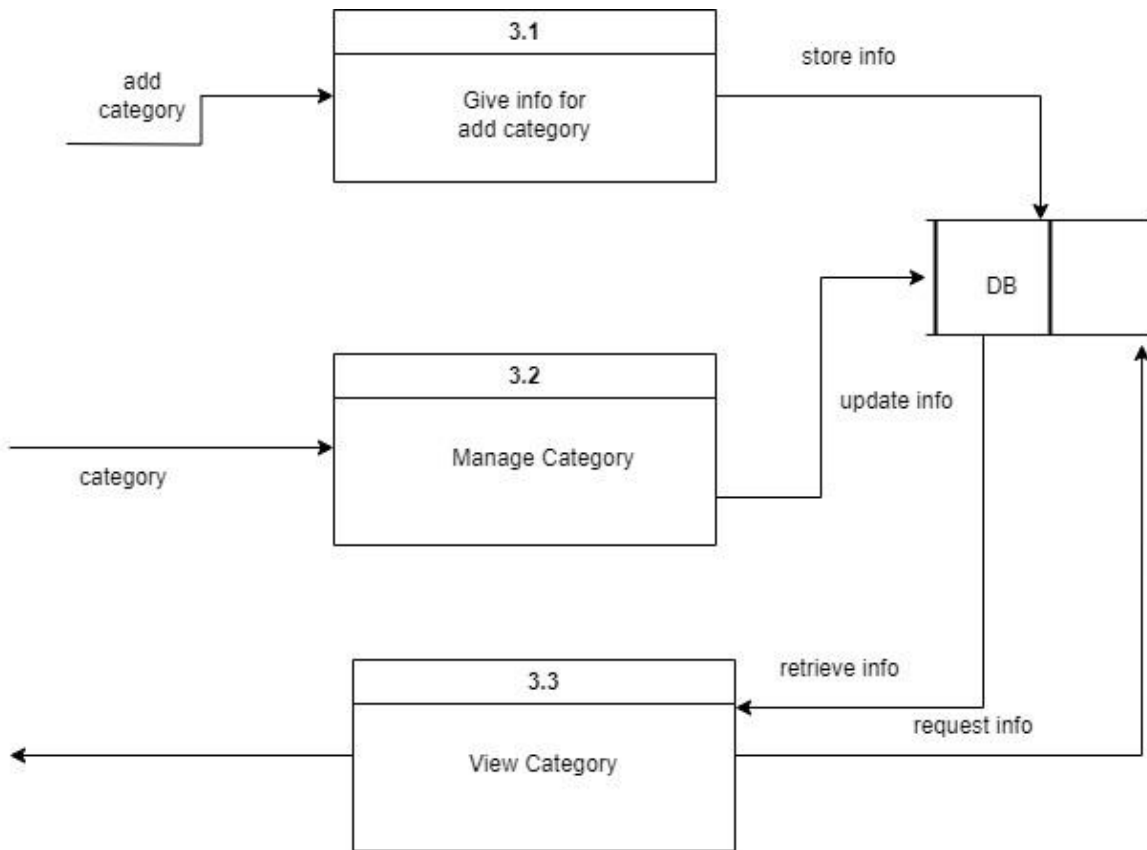 3.1
add
category
Give info for
add category
store info
DB
3.2
Manage Category
category
update info
3.3
View Category
retrieve info
request info